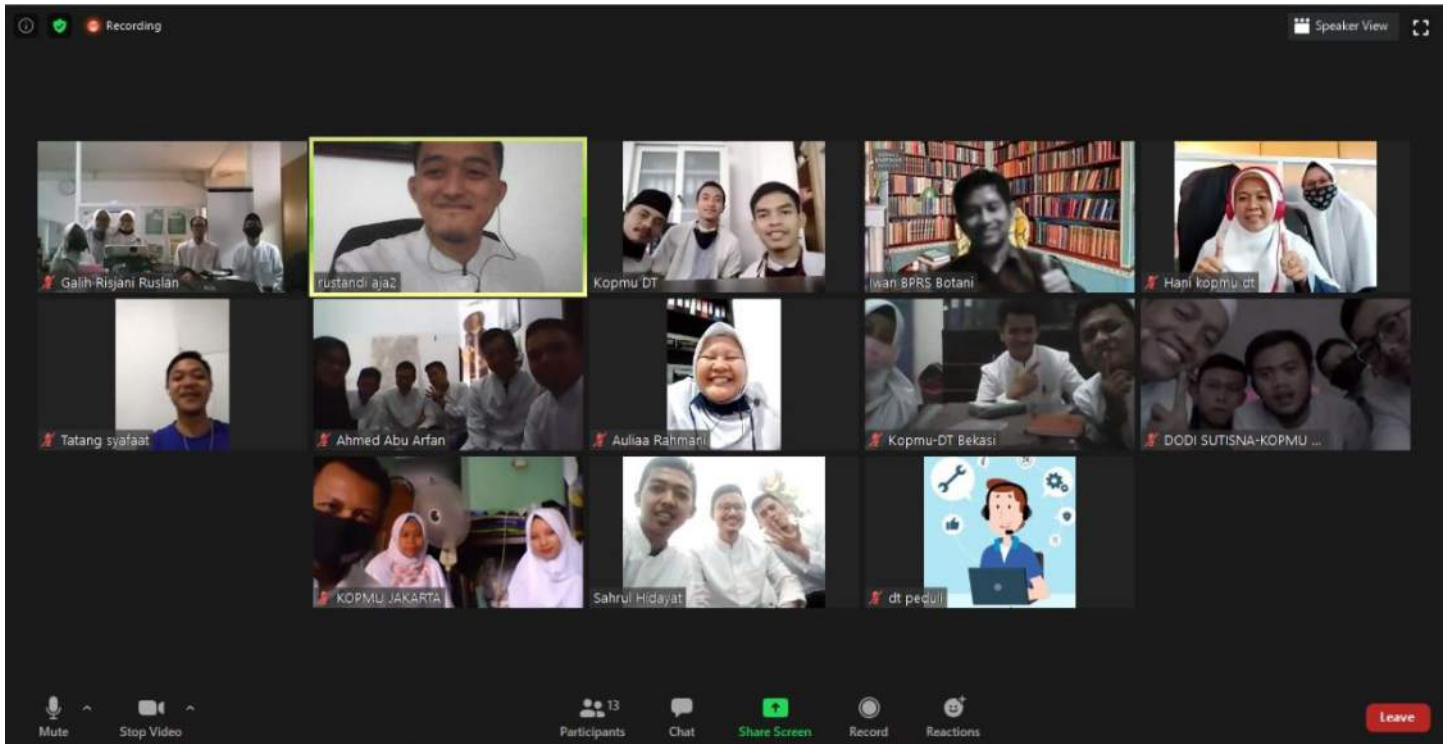 Recording
Speaker View
Galih Risjani Ruslan
rustandi aja2
Kopmu DT
Iwan BPRS Botani
Hani kopmu dt
Tatang syafaat
Ahmed Abu Arfan
Auliaa Rahmani
Kopmu-DT Bekasi
DODI SUTISNA-KOPMU ...
KOPMU JAKARTA
Sahrul Hidayat
dt peduli
13
Mute
Stop Video
Participants
Chat
Share Screen
Record
Reactions
Leave